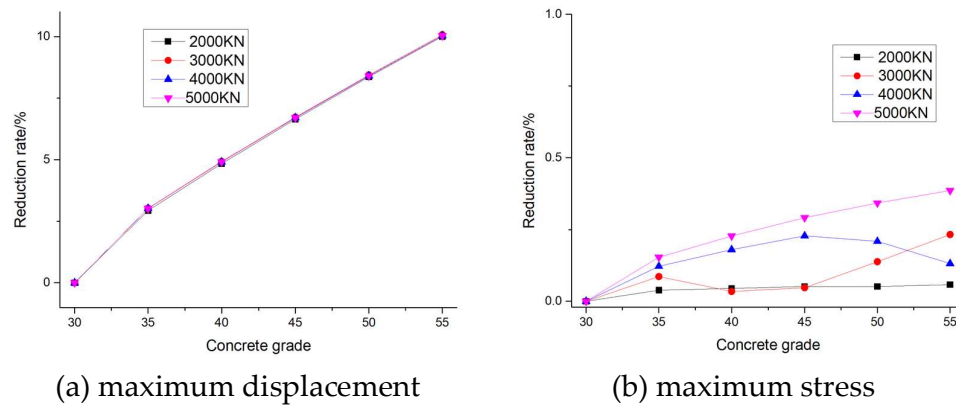 10
5
0
Reduction rate/%
2000KN
3000KN
4000KN
5000KN
30 35 40 45 50 55
Concrete grade
(a) maximum displacement
1.0
0.5
0.0
Reduction rate/%
2000KN
3000KN
4000KN
5000KN
30 35 40 45 50 55
Concrete grade
(b) maximum stress